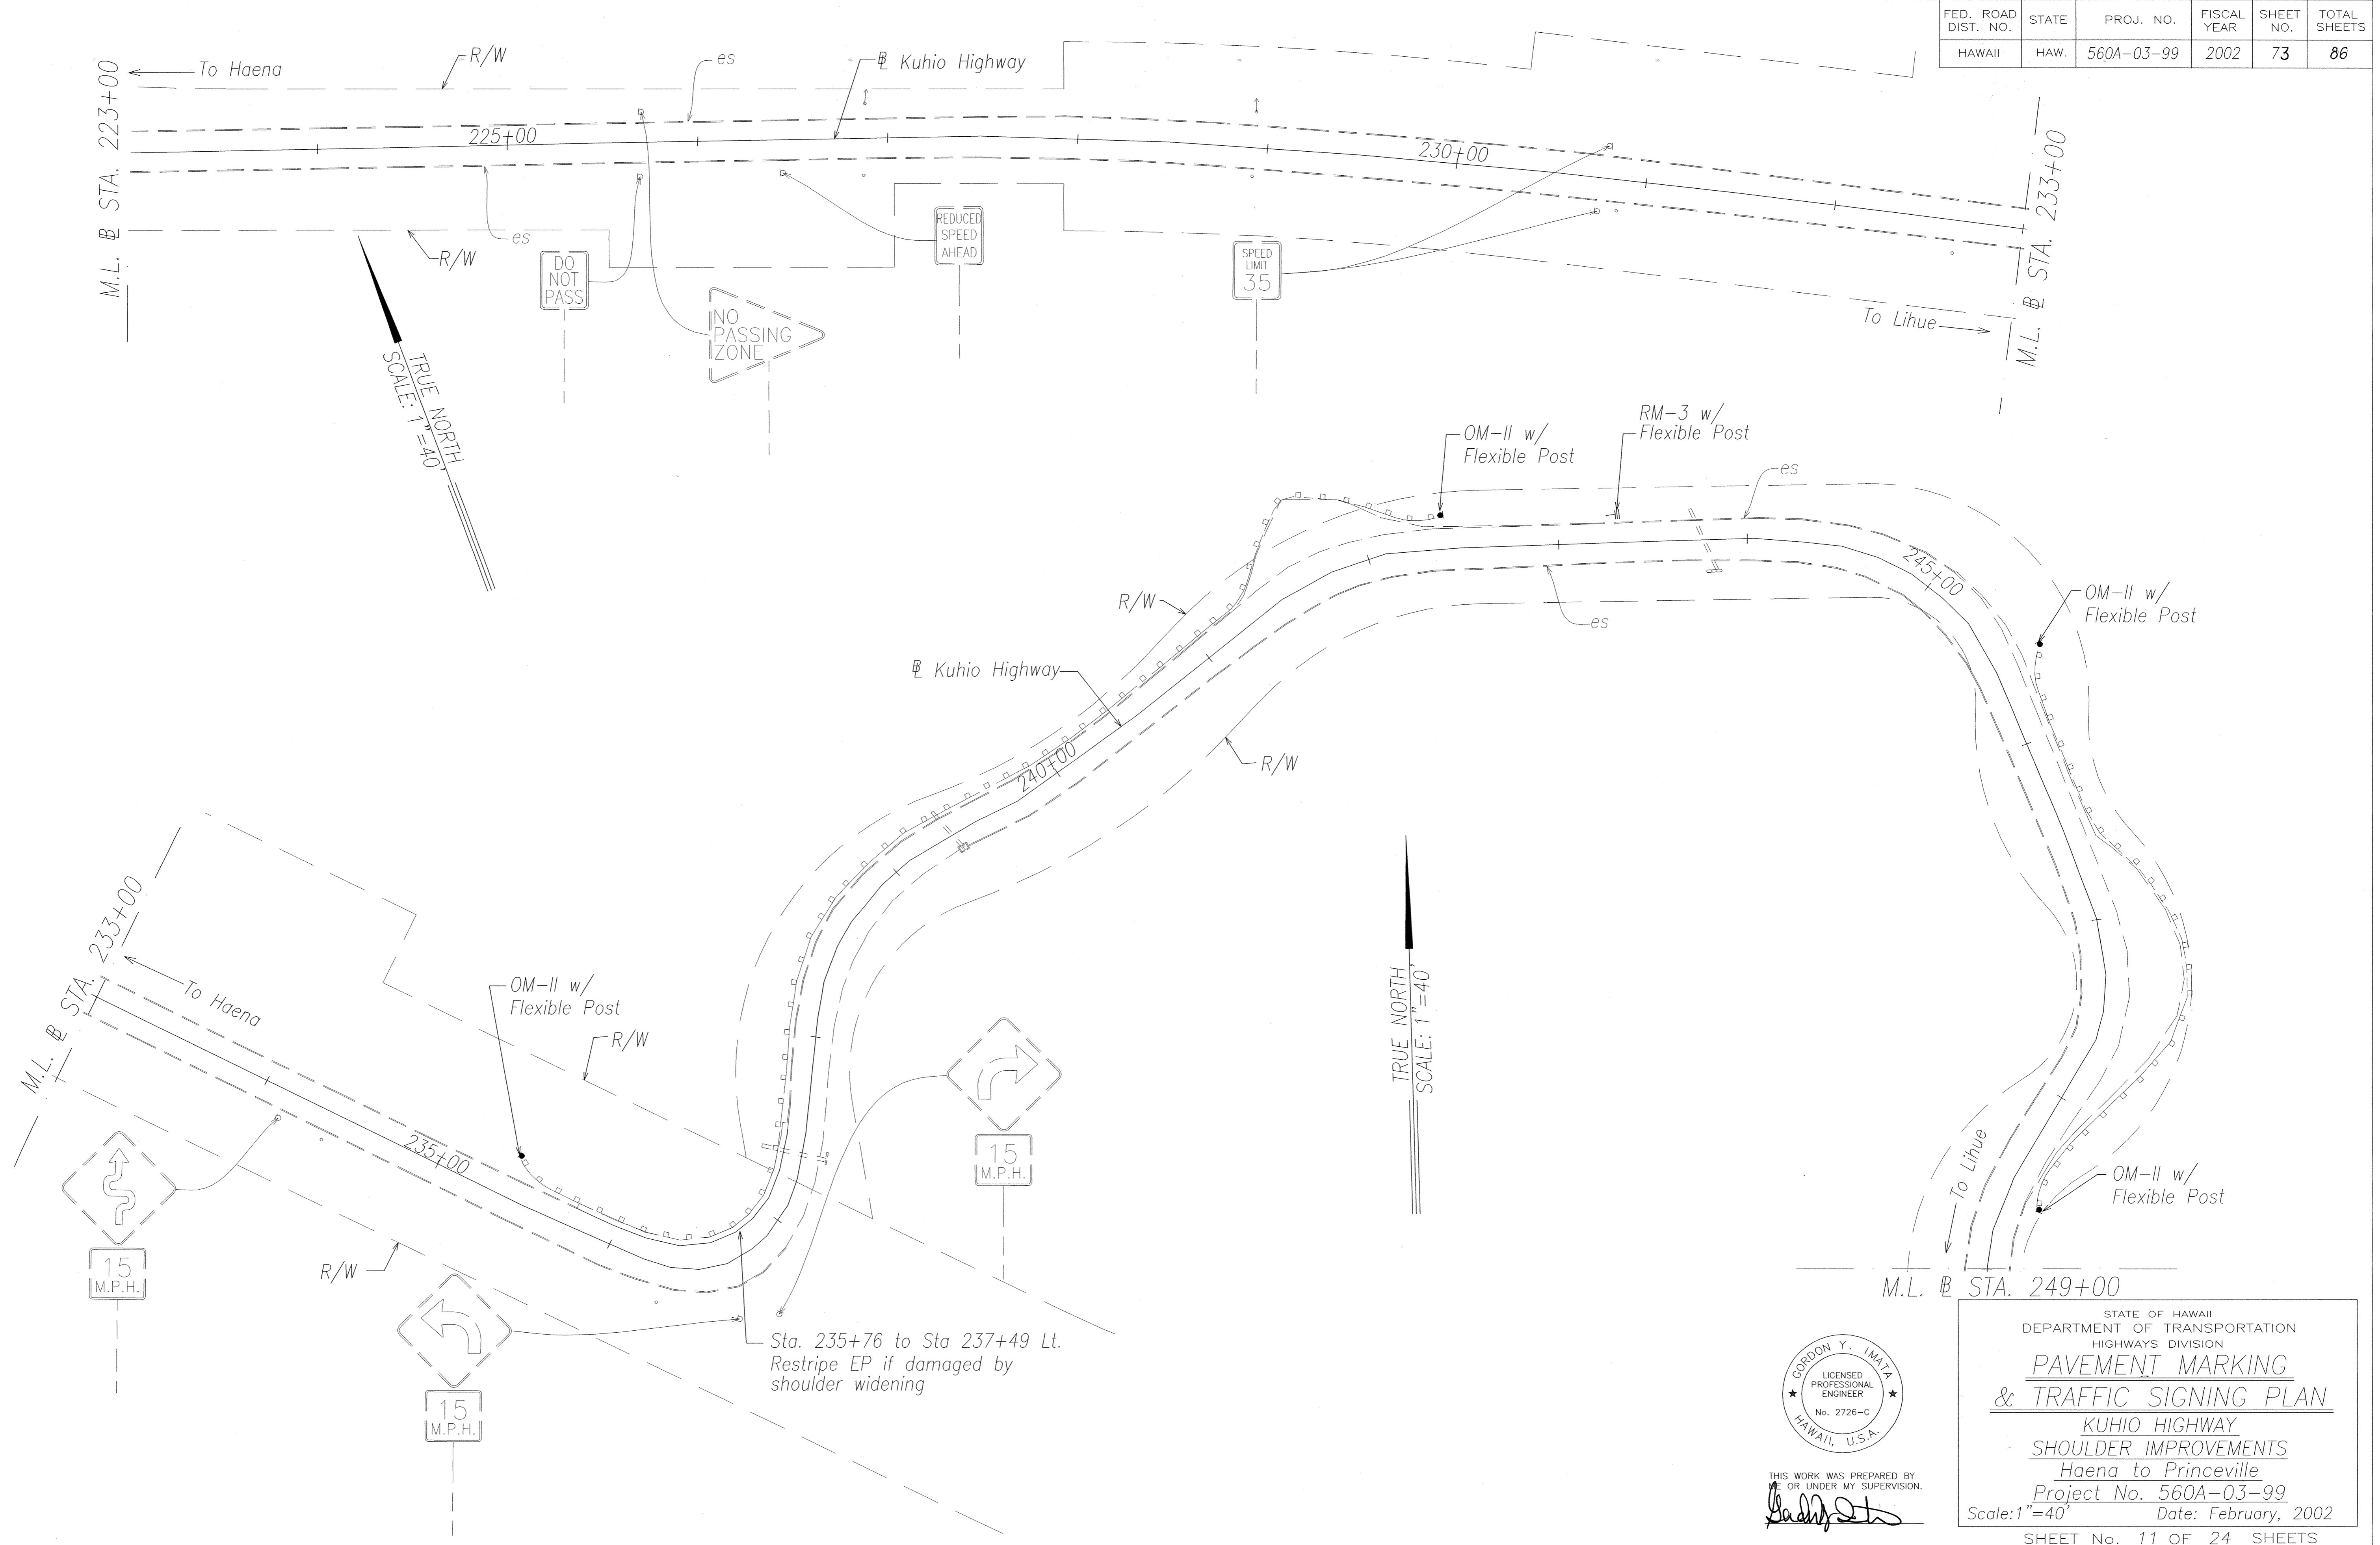 FED. ROAD DIST. NO.
STATE
PROJ. NO.
FISCAL YEAR
SHEET NO.
TOTAL SHEETS
HAWAII
HAW.
560A-03-99
2002
73
86
M.L. ⅊ STA. 223+00
To Haena
R/W
es
⅊ Kuhio Highway
225+00
230+00
es
R/W
DO
NOT
PASS
NO
PASSING
ZONE
REDUCED
SPEED
AHEAD
SPEED
LIMIT
35
To Lihue
M.L. ⅊ STA. 233+00
TRUE NORTH
SCALE: 1"=40'
OM-II w/
Flexible Post
RM-3 w/
Flexible Post
es
245+00
OM-II w/
Flexible Post
R/W
es
⅊ Kuhio Highway
R/W
240+00
M.L. ⅊ STA. 233+00
To Haena
OM-II w/
Flexible Post
R/W
235+00
15
M.P.H.
R/W
15
M.P.H.
15
M.P.H.
Sta. 235+76 to Sta 237+49 Lt.
Restripe EP if damaged by
shoulder widening
TRUE NORTH
SCALE: 1"=40'
To Lihue
OM-II w/
Flexible Post
M.L. ⅊ STA. 249+00
GORDON Y. IMATA
LICENSED
PROFESSIONAL
ENGINEER
No. 2726-C
HAWAII, U.S.A.
THIS WORK WAS PREPARED BY
ME OR UNDER MY SUPERVISION.
STATE OF HAWAII
DEPARTMENT OF TRANSPORTATION
HIGHWAYS DIVISION
PAVEMENT MARKING
& TRAFFIC SIGNING PLAN
KUHIO HIGHWAY
SHOULDER IMPROVEMENTS
Haena to Princeville
Project No. 560A-03-99
Scale:1"=40' Date: February, 2002
SHEET No. 11 OF 24 SHEETS